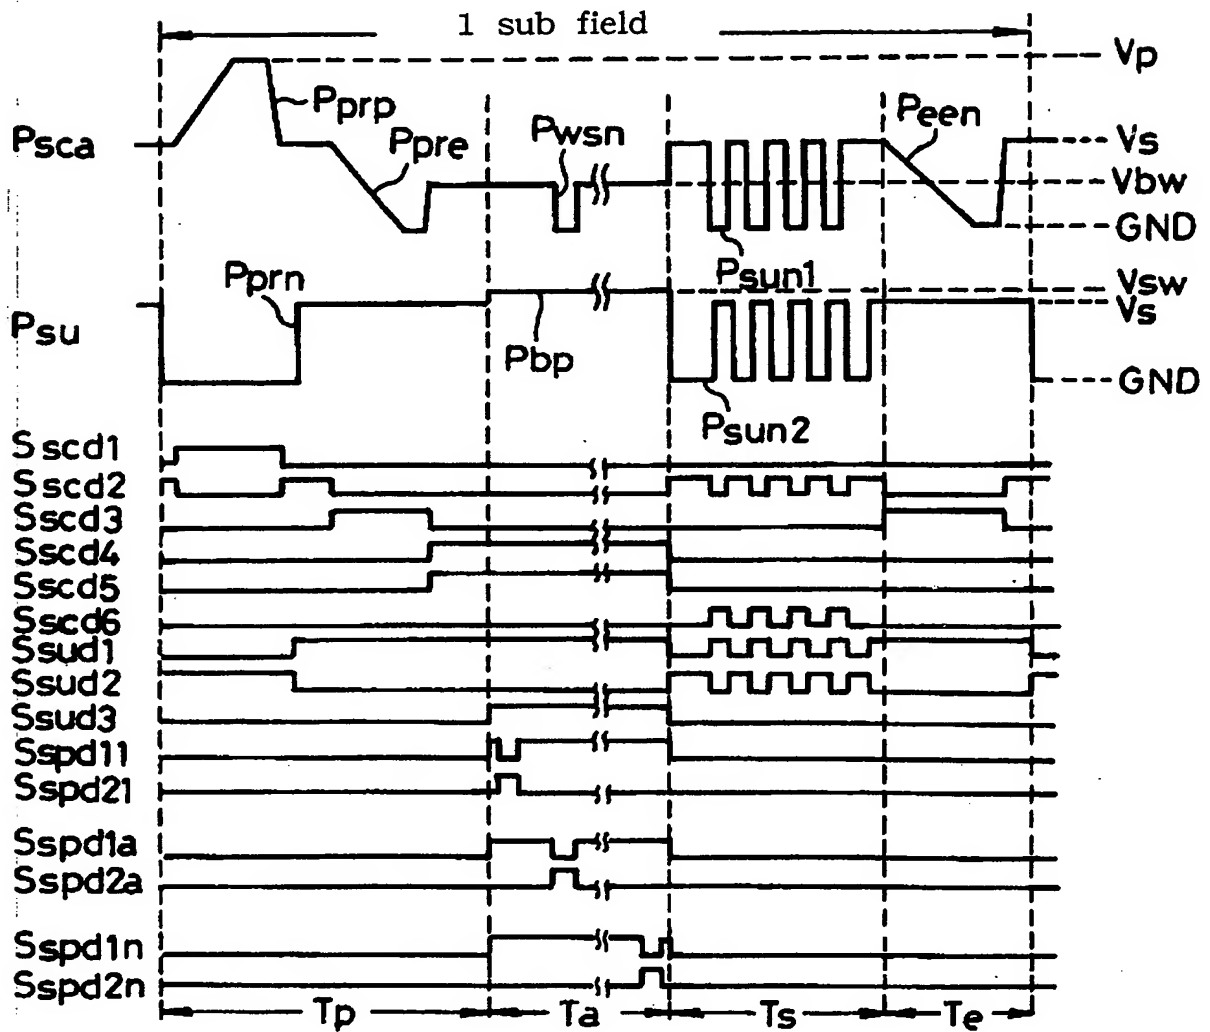 1 sub field
Vp
Pprp
Psca
Ppre
Pwsn
Peen
Vs
Vbw
GND
Psun1
Pprn
Vsw
Psu
Vs
Pbp
GND
Psun2
Sscd1
Sscd2
Sscd3
Sscd4
Sscd5
Sscd6
Ssud1
Ssud2
Ssud3
Sspd11
Sspd21
Sspd1a
Sspd2a
Sspd1n
Sspd2n
Tp Ta Ts Te